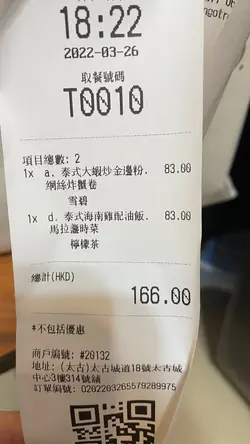 18:22
2022-03-26
取餐號碼
T0010
項目總數: 2
1x a. 泰式大蝦炒金邊粉. 83.00
網絲炸蟹卷
雪碧
1x d. 泰式海南雞配油飯. 83.00
馬拉盞時菜
檸檬茶
總計(HKD)
166.00
*不包括優惠
商戶編號: #20132
地址: (太古)太古城道18號太古城
中心3樓314號舖
訂單編號: 0202203265579289975